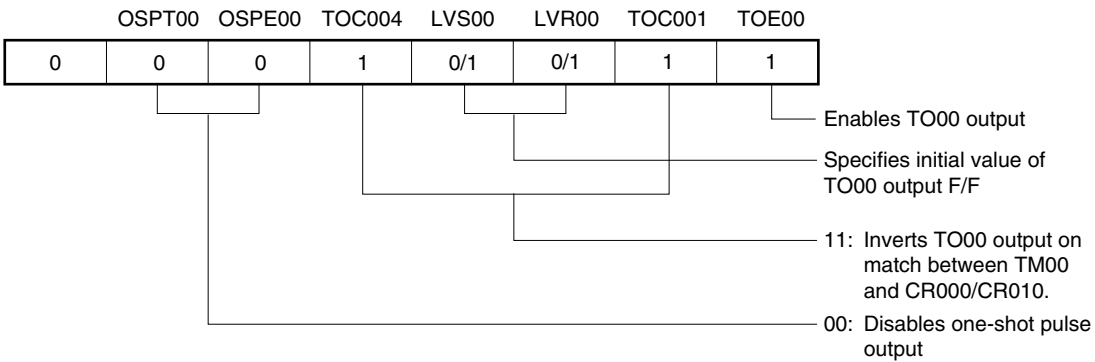 OSPT00 OSPE00 TOC004 LVS00 LVR00 TOC001 TOE00
0 0 0 1 0/1 0/1 1 1
Enables TO00 output
Specifies initial value of
TO00 output F/F
11: Inverts TO00 output on
match between TM00
and CR000/CR010.
00: Disables one-shot pulse
output